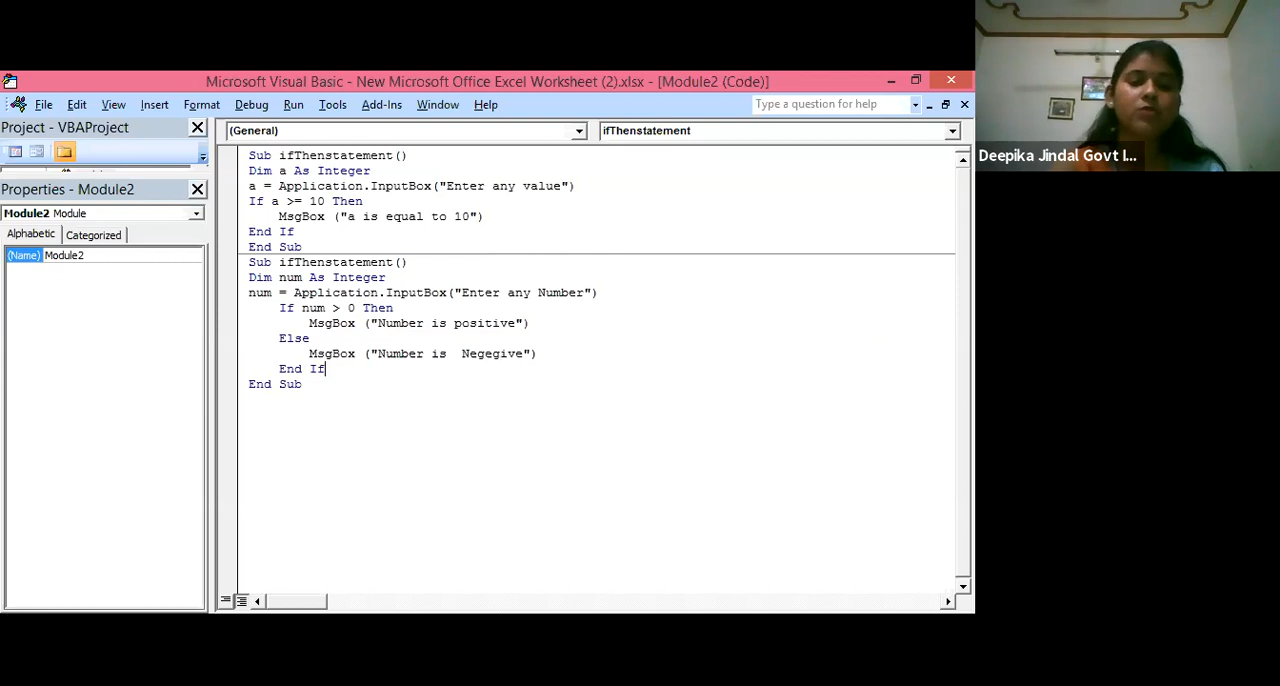 Microsoft Visual Basic - New Microsoft Office Excel Worksheet (2).xlsx - [Module2 (Code)]
File Edit View Insert Format Debug Run Tools Add-Ins Window Help Type a question for help
Project - VBAProject
(General) ifThenstatement
Properties - Module2
Module2 Module
Alphabetic Categorized
(Name) Module2
Sub ifThenstatement()
Dim a As Integer
a = Application.InputBox("Enter any value")
If a >= 10 Then
MsgBox ("a is equal to 10")
End If
End Sub
Sub ifThenstatement()
Dim num As Integer
num = Application.InputBox("Enter any Number")
If num > 0 Then
MsgBox ("Number is positive")
Else
MsgBox ("Number is  Negegive")
End If
End Sub
Deepika Jindal Govt I...